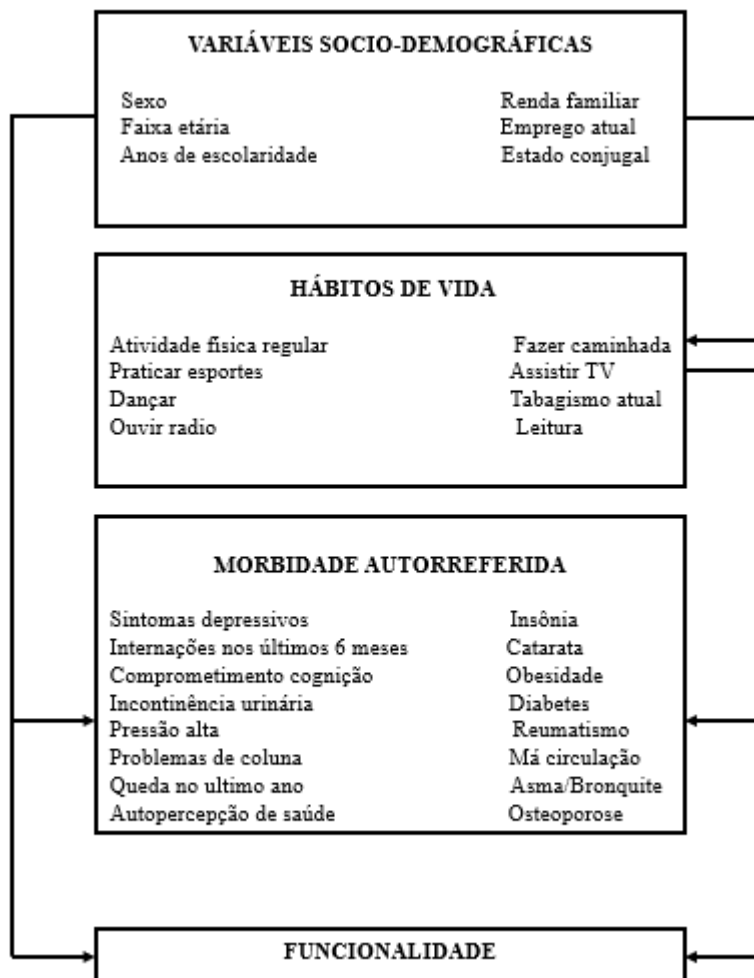 VARIÁVEIS SOCIO-DEMOGRÁFICAS
Sexo Renda familiar
Faixa etária Emprego atual
Anos de escolaridade Estado conjugal
HÁBITOS DE VIDA
Atividade física regular Fazer caminhada
Praticar esportes Assistir TV
Dançar Tabagismo atual
Ouvir radio Leitura
MORBIDADE AUTORREFERIDA
Sintomas depressivos Insônia
Internações nos últimos 6 meses Catarata
Comprometimento cognição Obesidade
Incontinência urinária Diabetes
Pressão alta Reumatismo
Problemas de coluna Má circulação
Queda no ultimo ano Asma/Bronquite
Autopercepção de saúde Osteoporose
FUNCIONALIDADE